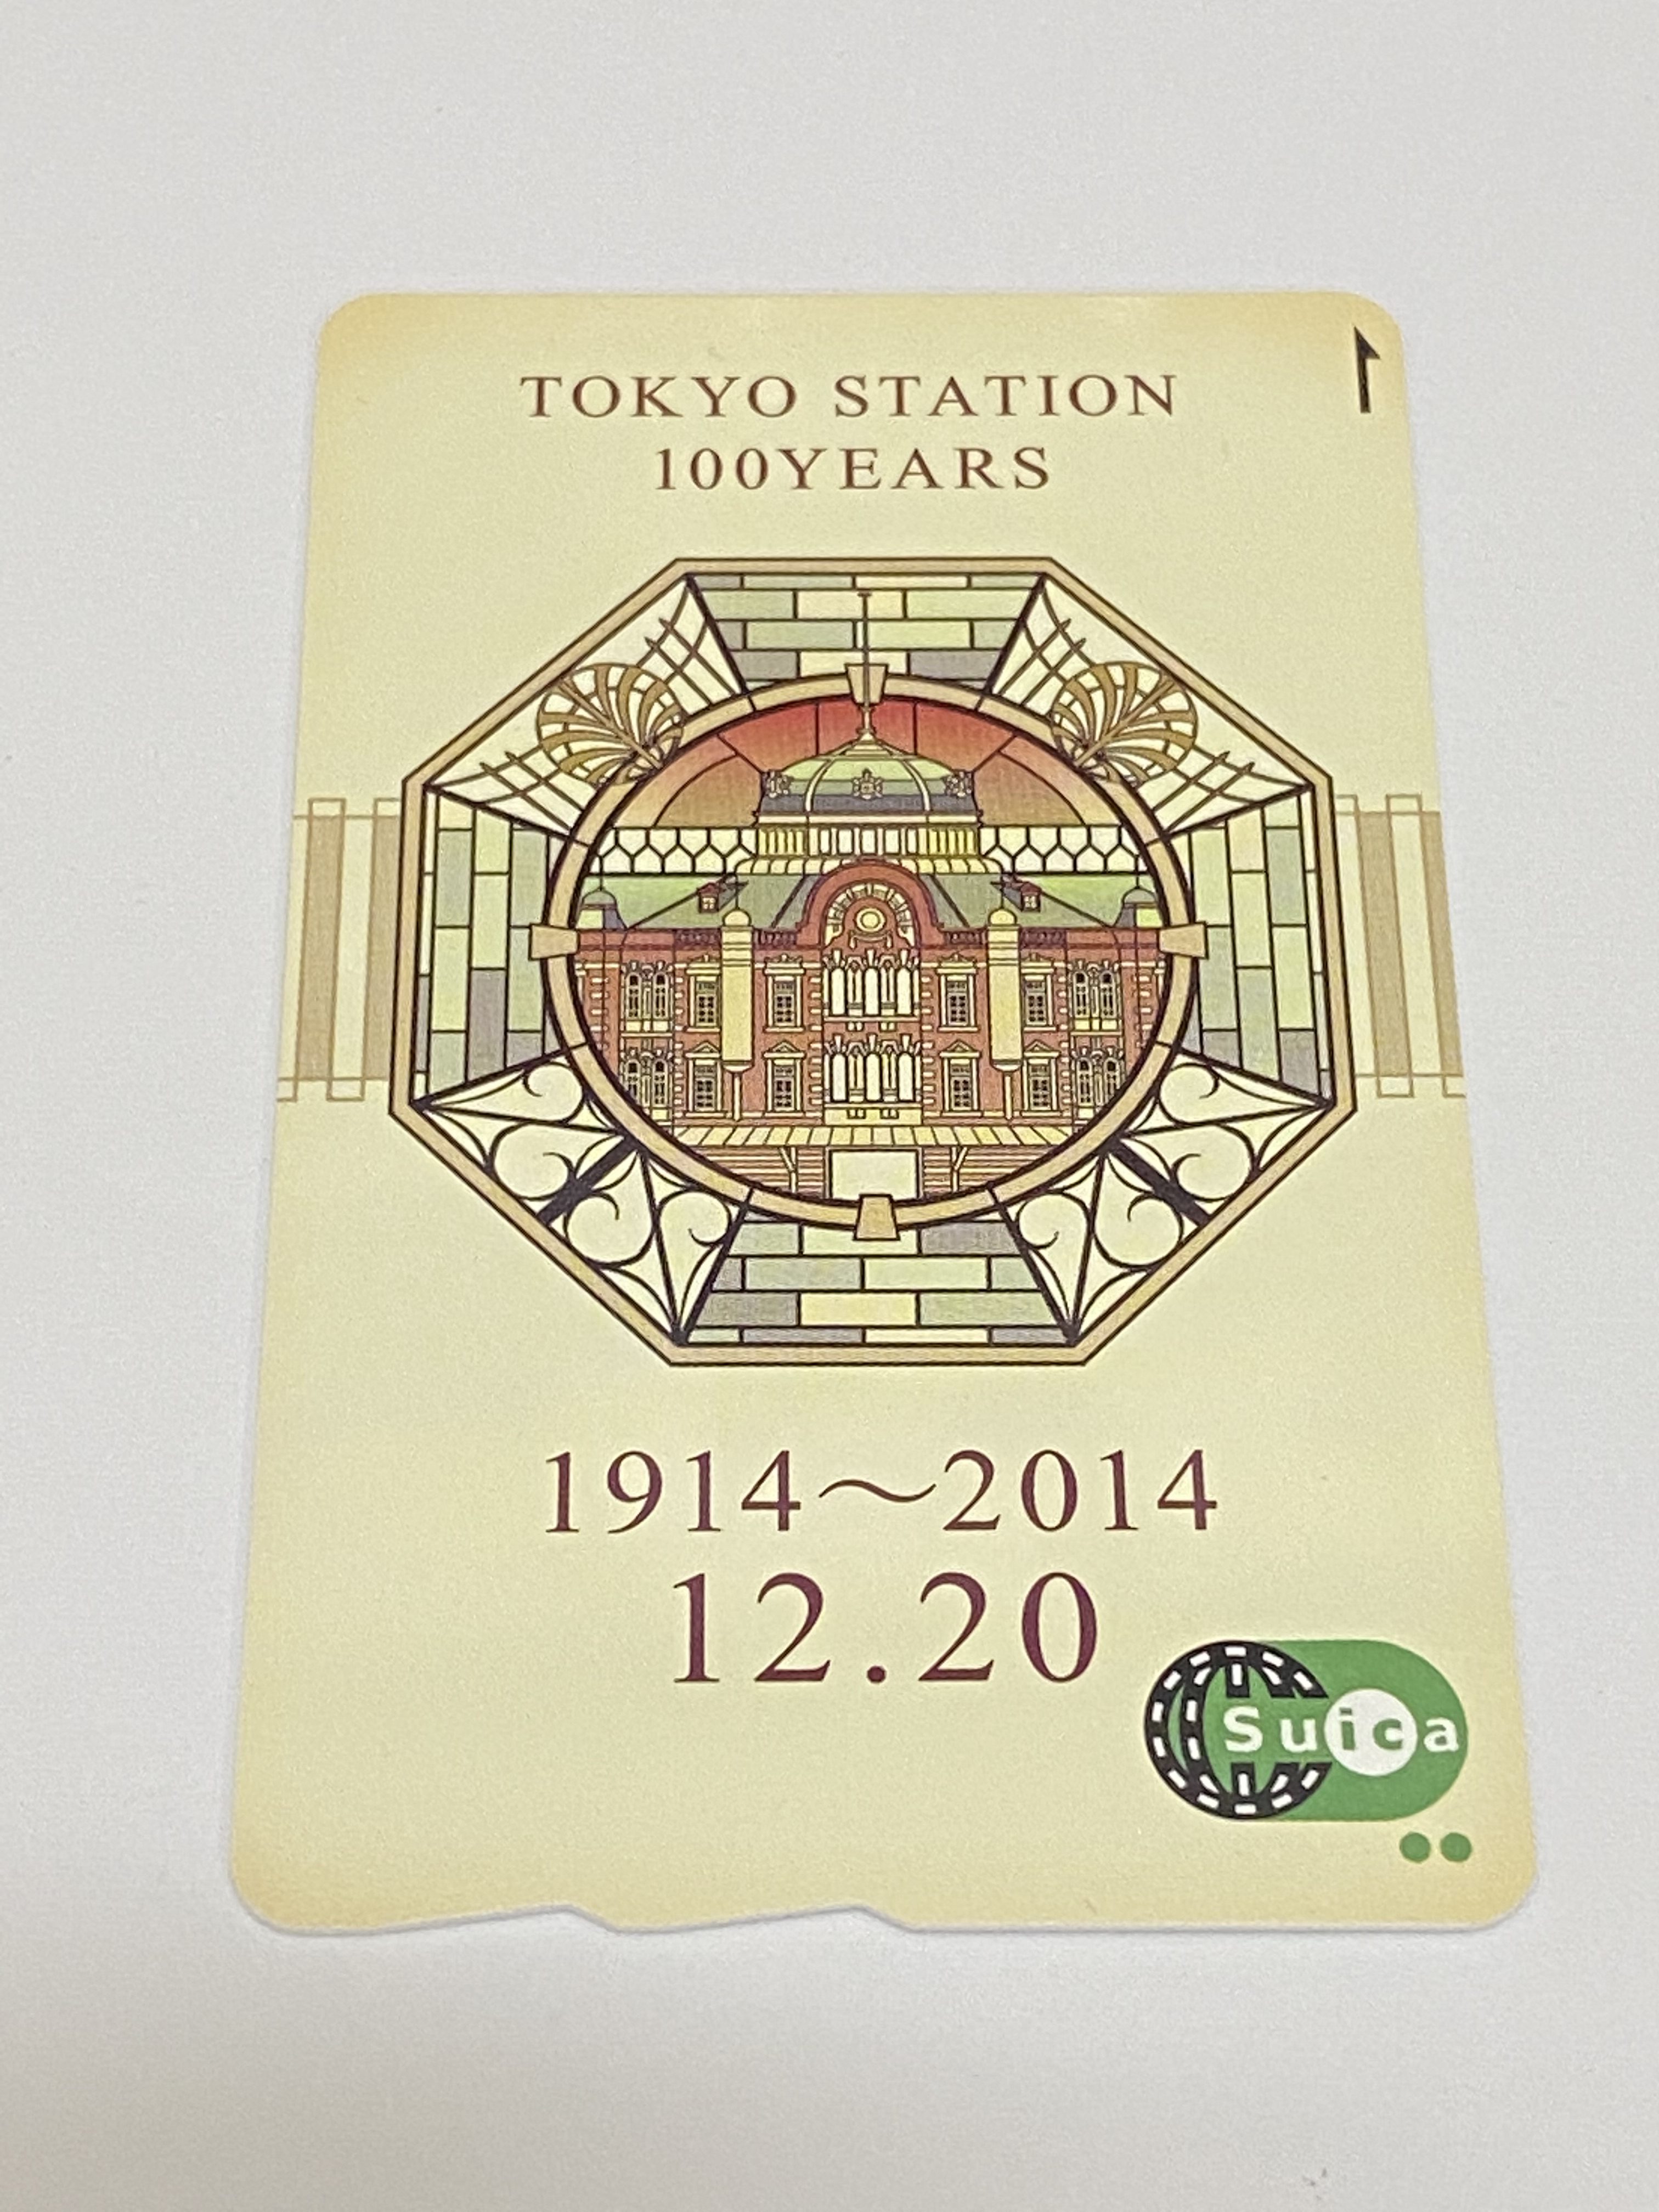 TOKYO STATION
100YEARS
1914～2014
12.20
Suica